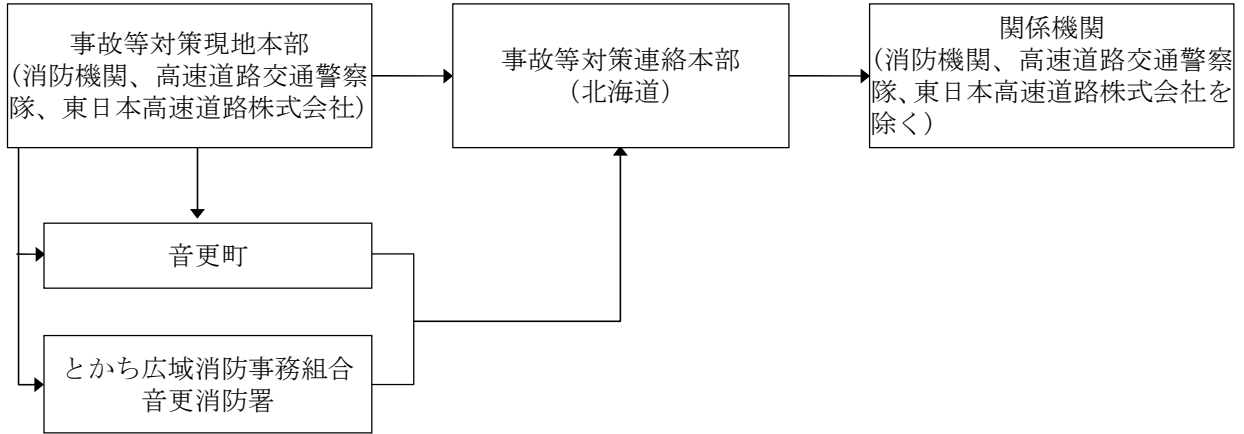 事故等対策現地本部
（消防機関、高速道路交通警察
隊、東日本高速道路株式会社）
事故等対策連絡本部
（北海道）
関係機関
（消防機関、高速道路交通警察
隊、東日本高速道路株式会社を
除く）
音更町
とかち広域消防事務組合
音更消防署